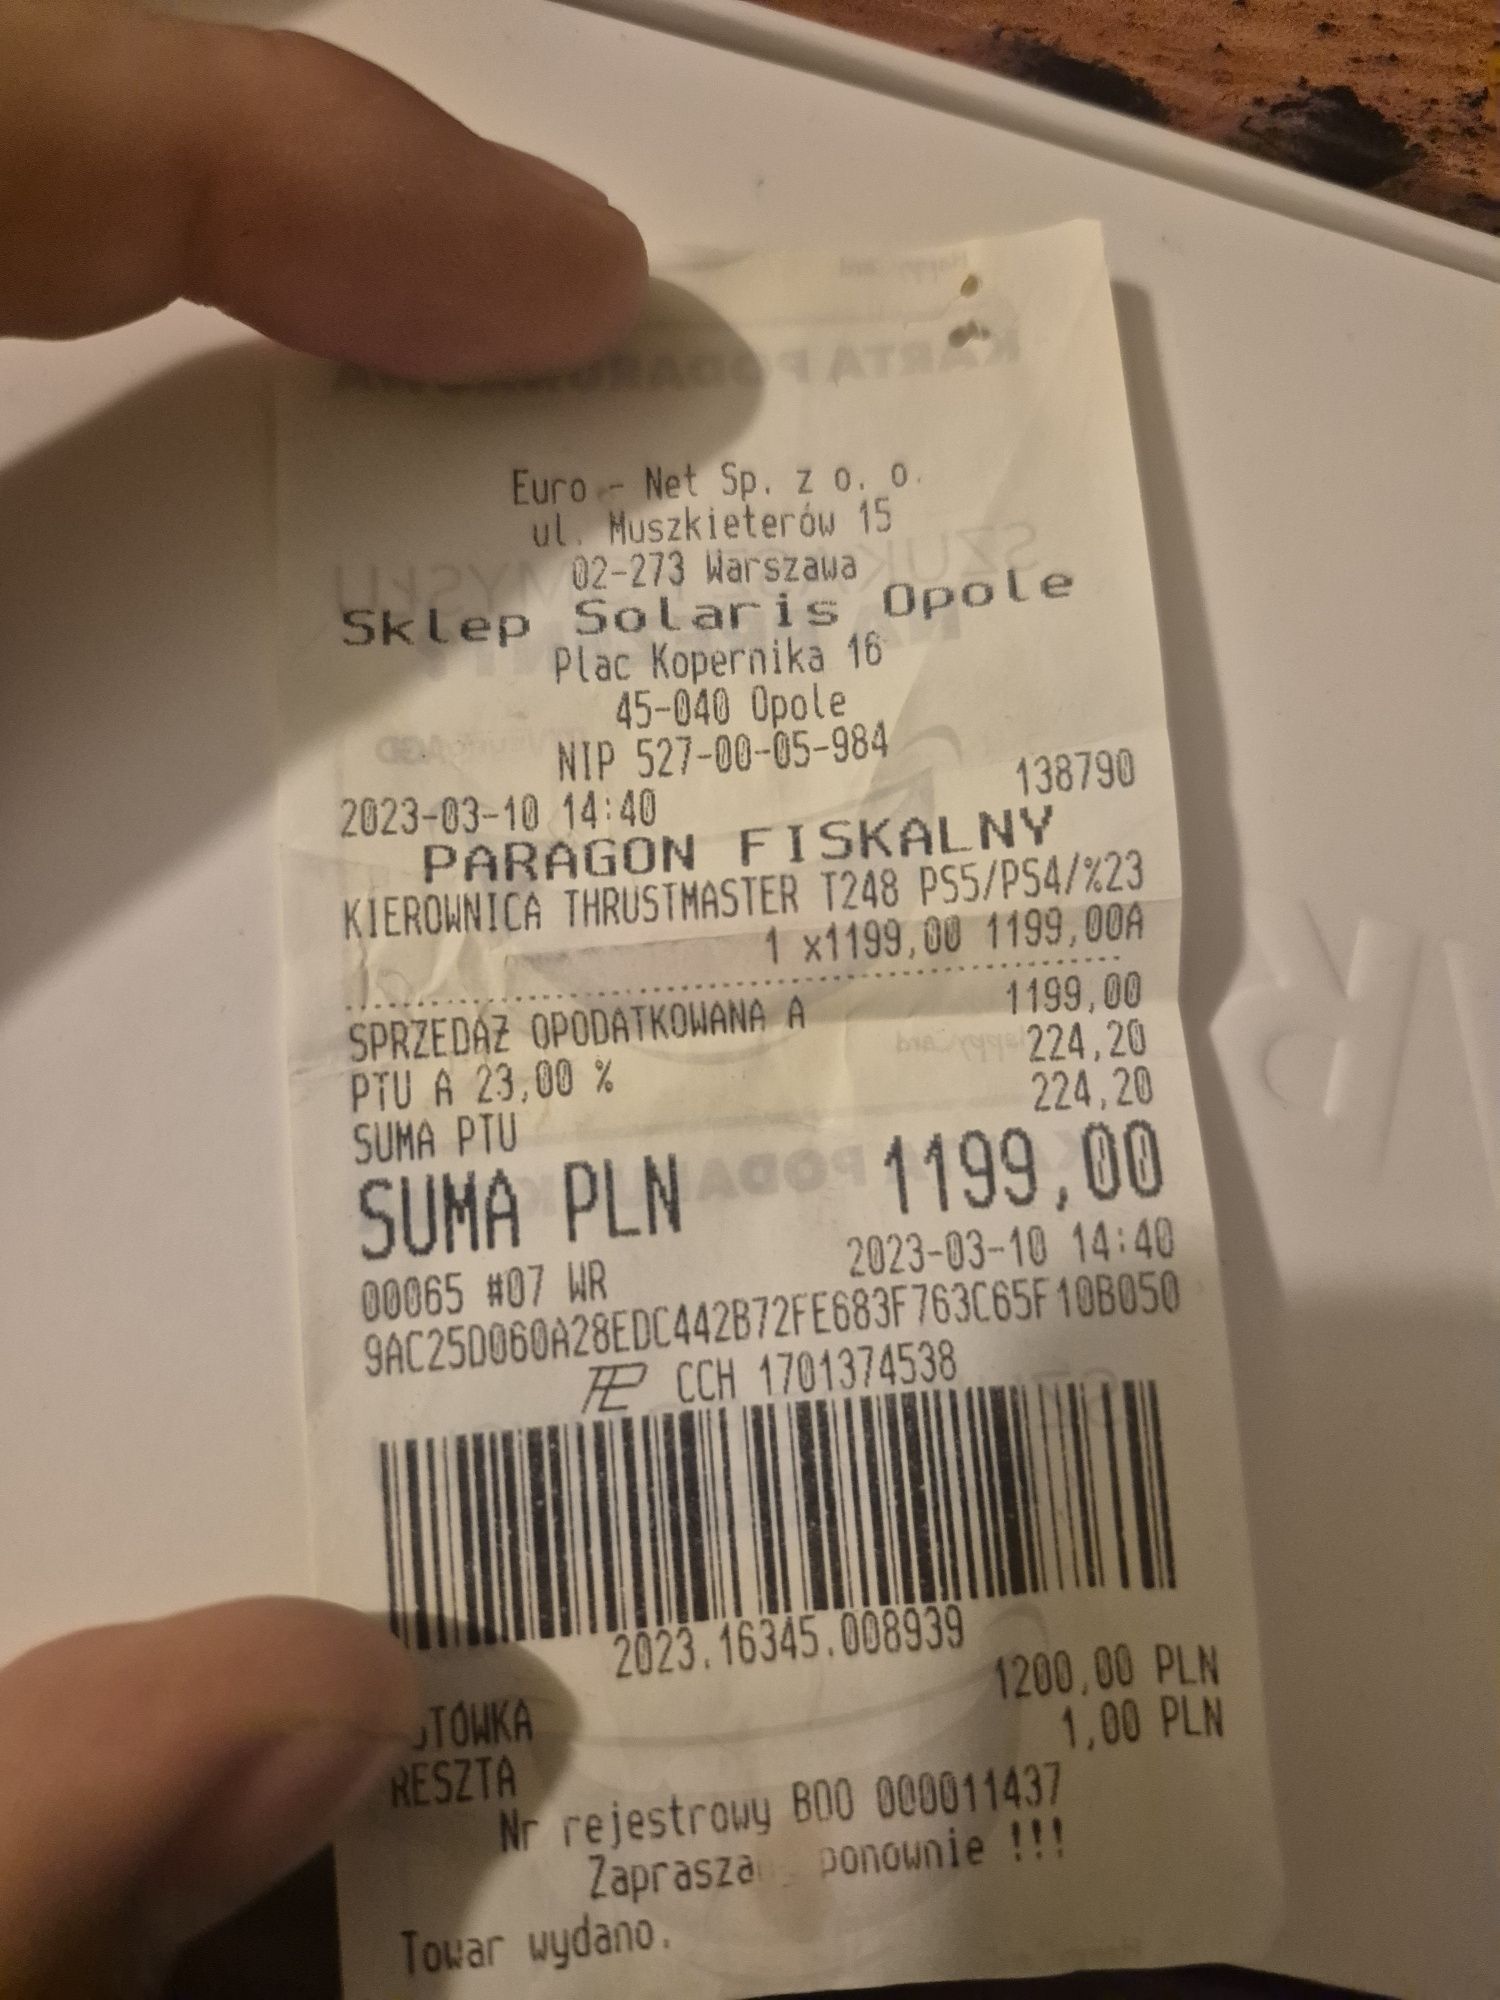 Euro - Net Sp. z o. o.
ul. Muszkieterów 15
02-273 Warszawa
Sklep Solaris Opole
Plac Kopernika 16
45-040 Opole
NIP 527-00-05-984
2023-03-10 14:40 138790
PARAGON FISKALNY
KIEROWNICA THRUSTMASTER T248 PS5/PS4/%23
1 x1199,00 1199,00A
SPRZEDAŻ OPODATKOWANA A 1199,00
PTU A 23,00 % 224,20
SUMA PTU 224,20
SUMA PLN 1199,00
00065 #07 WR 2023-03-10 14:40
9AC25D060A28EDC442B72FE683F763C65F10B050
CCH 1701374538
2023.16345.008939
1200,00 PLN
RESZTA 1,00 PLN
Nr rejestrowy BDO 000011437
ponownie !!!
Towar wydano.